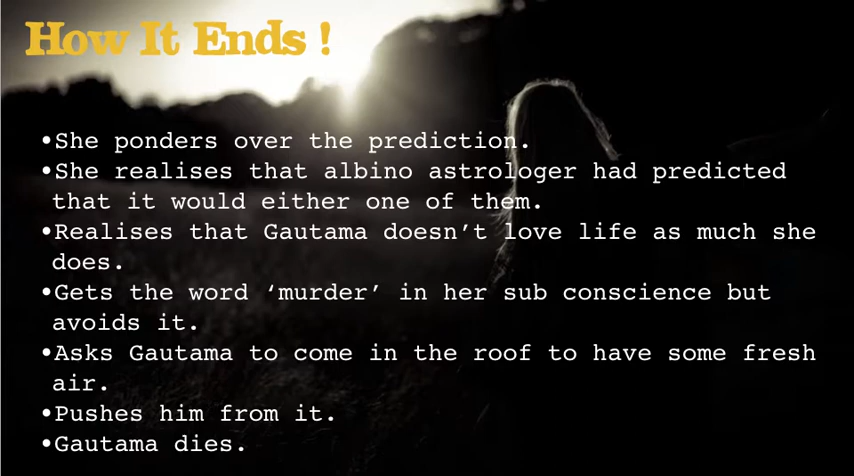 How It Ends !
•She ponders over the prediction.
•She realises that albino astrologer had predicted
that it would either one of them.
•Realises that Gautama doesn’t love life as much she
does.
•Gets the word ‘murder’ in her sub conscience but
avoids it.
•Asks Gautama to come in the roof to have some fresh
air.
•Pushes him from it.
•Gautama dies.